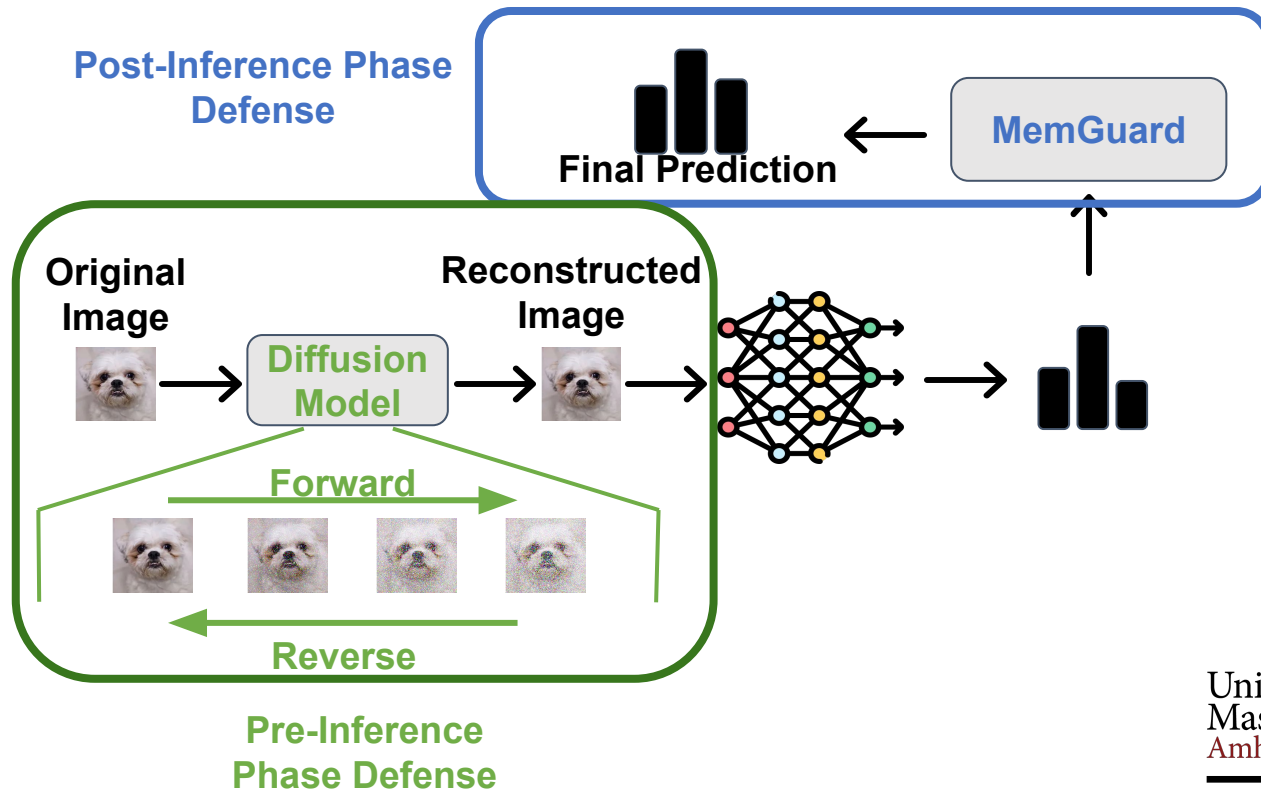 Post-Inference Phase
Defense
MemGuard
Final Prediction
Original
Image
Reconstructed
Image
Diffusion
Model
Forward
Reverse
Pre-Inference
Phase Defense